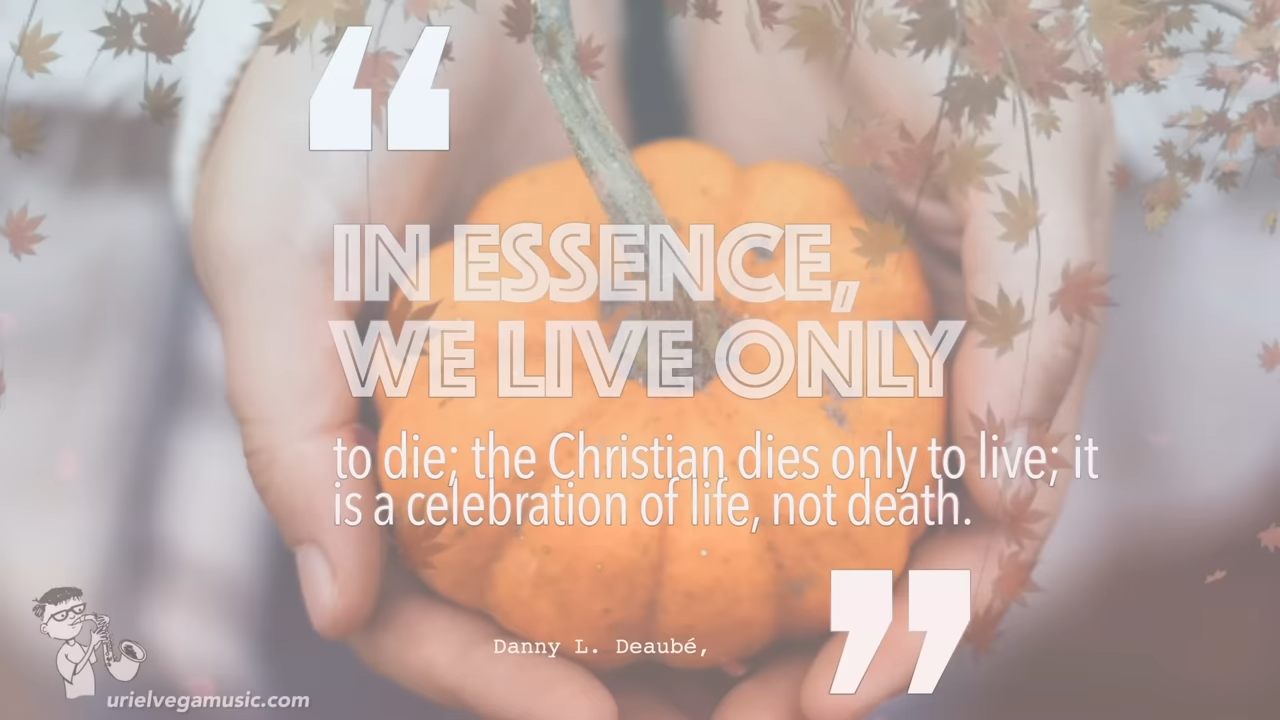 “
IN ESSENCE,
WE LIVE ONLY
to die; the Christian dies only to live; it
is a celebration of life, not death.
”
Danny L. Deaubé,
urielvegamusic.com